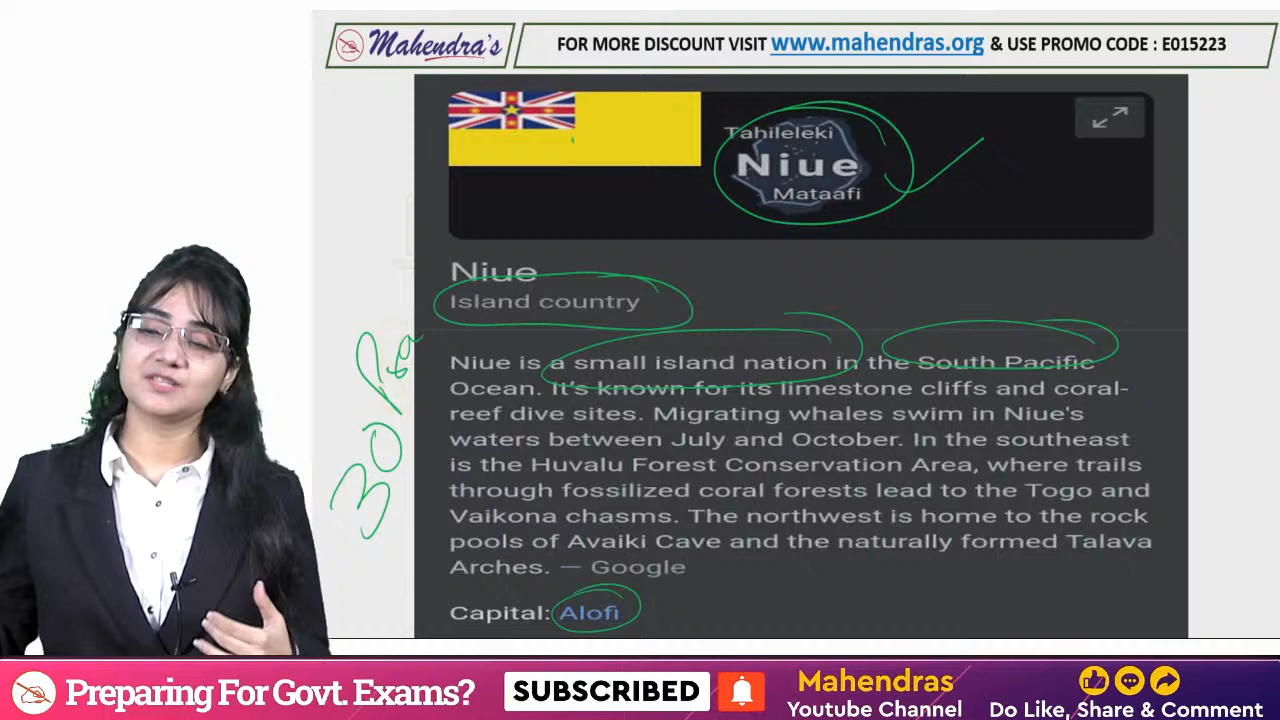 Mahendra's
FOR MORE DISCOUNT VISIT www.mahendras.org & USE PROMO CODE : E015223
Tahileleki
Niue
Mataafi
Niue
Island country
Niue is a small island nation in the South Pacific
Ocean. It's known for its limestone cliffs and coral-
reef dive sites. Migrating whales swim in Niue's
waters between July and October. In the southeast
is the Huvalu Forest Conservation Area, where trails
through fossilized coral forests lead to the Togo and
Vaikona chasms. The northwest is home to the rock
pools of Avaiki Cave and the naturally formed Talava
Arches. — Google
Capital: Alofi
30
Preparing For Govt. Exams?
SUBSCRIBED
Mahendras
Youtube Channel
Do Like, Share & Comment